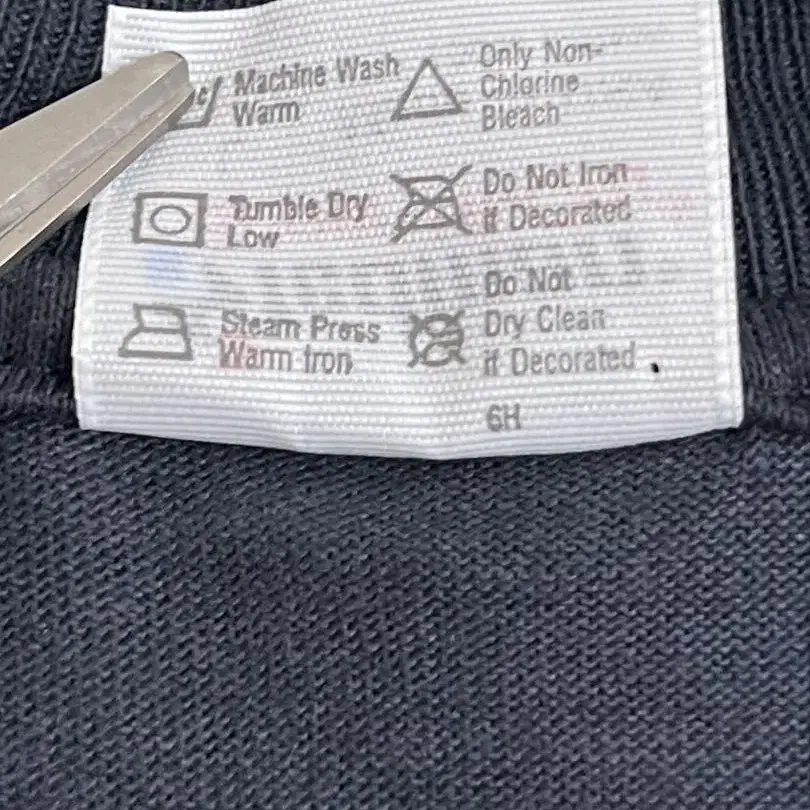 Machine Wash
Warm
Only Non-
Chlorine
Bleach
Tumble Dry
Low
Do Not Iron
if Decorated
Steam Press
Warm Iron
Do Not
Dry Clean
if Decorated
6H